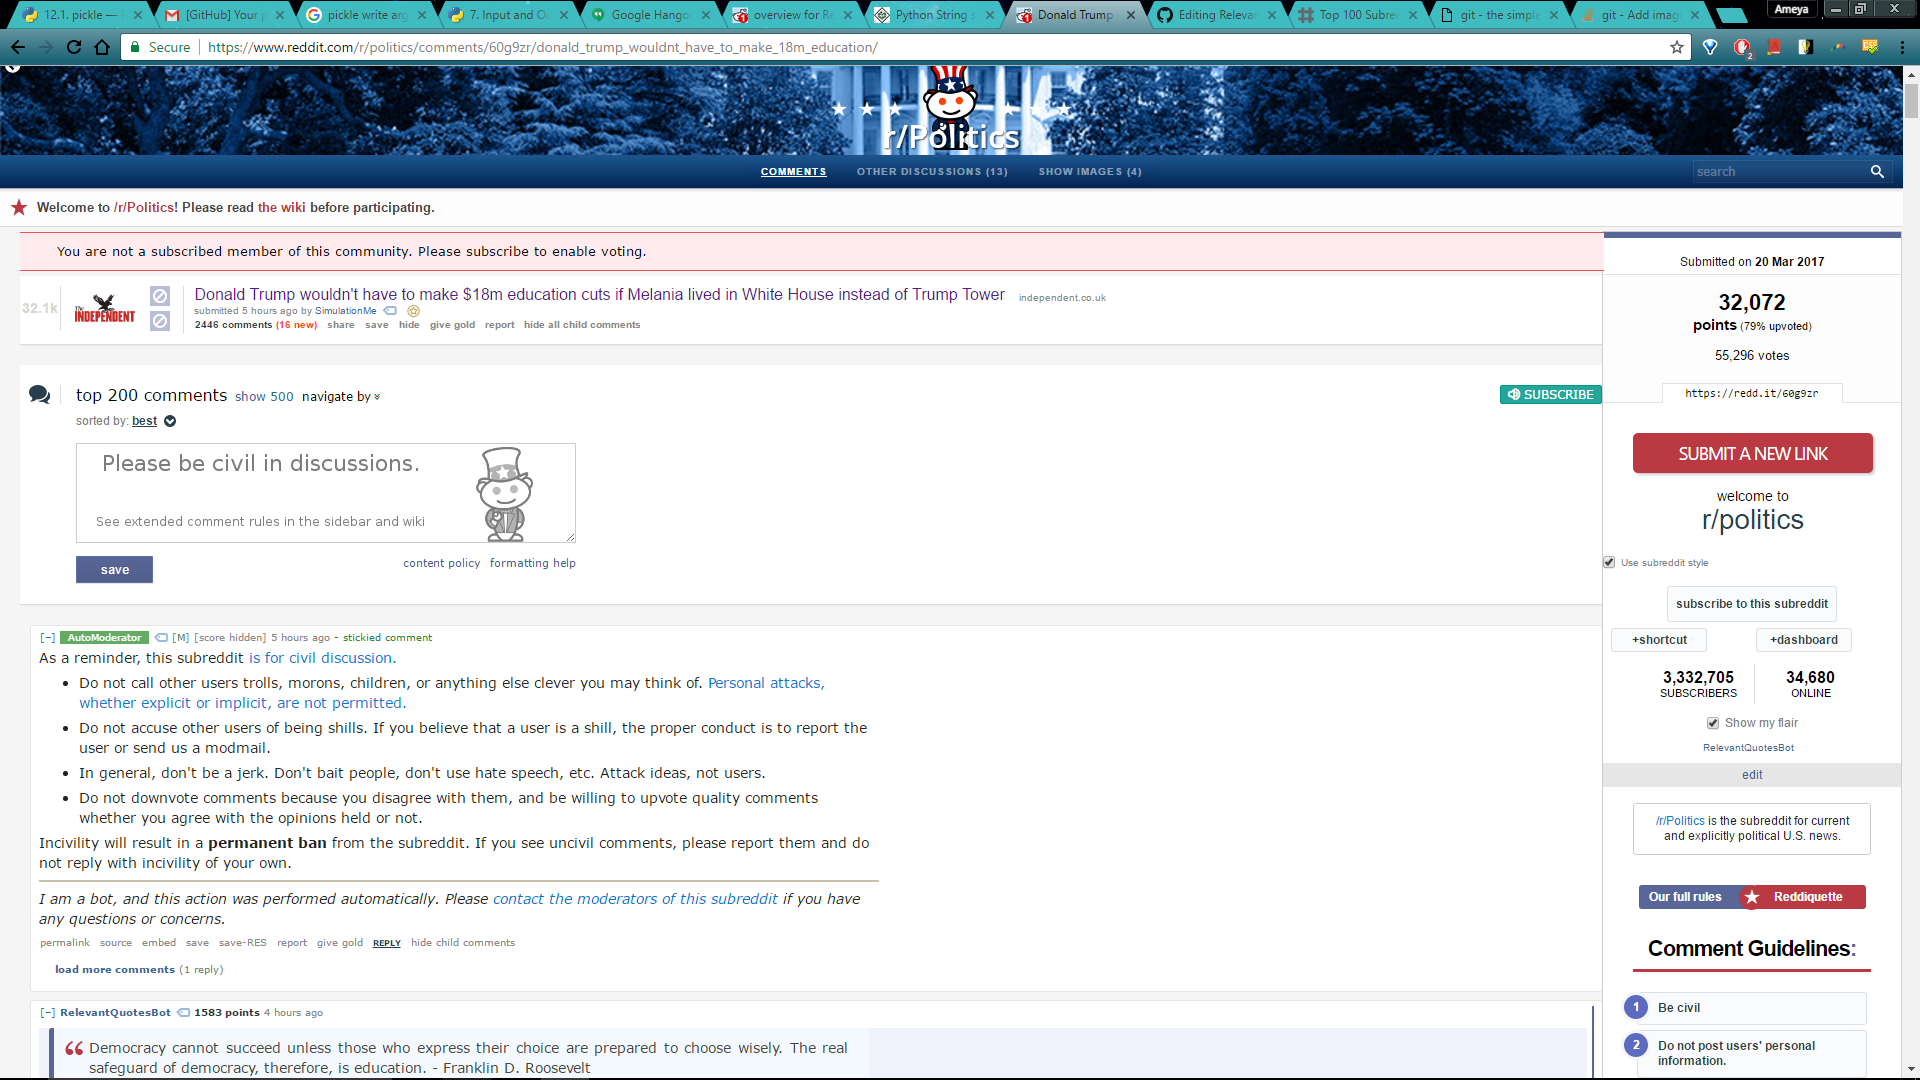 12.1. pickle —
[GitHub] Your p
pickle write arg
7. Input and Ou
Google Hango
overview for Re
Python String s
Donald Trump
Editing Relevan
Top 100 Subre
git - the simple
git - Add imag
Ameya
Secure https://www.reddit.com/r/politics/comments/60g9zr/donald_trump_wouldnt_have_to_make_18m_education/
2
r/Politics
COMMENTS OTHER DISCUSSIONS (13) SHOW IMAGES (4)
search
Welcome to /r/Politics! Please read the wiki before participating.
You are not a subscribed member of this community. Please subscribe to enable voting.
32.1k
The INDEPENDENT
Donald Trump wouldn't have to make $18m education cuts if Melania lived in White House instead of Trump Tower independent.co.uk
submitted 5 hours ago by SimulationMe
2446 comments (16 new) share save hide give gold report hide all child comments
top 200 comments show 500 navigate by
SUBSCRIBE
sorted by: best
Please be civil in discussions.
See extended comment rules in the sidebar and wiki
save
content policy formatting help
[–] AutoModerator [M] [score hidden] 5 hours ago - stickied comment
As a reminder, this subreddit is for civil discussion.
• Do not call other users trolls, morons, children, or anything else clever you may think of. Personal attacks,
whether explicit or implicit, are not permitted.
• Do not accuse other users of being shills. If you believe that a user is a shill, the proper conduct is to report the
user or send us a modmail.
• In general, don't be a jerk. Don't bait people, don't use hate speech, etc. Attack ideas, not users.
• Do not downvote comments because you disagree with them, and be willing to upvote quality comments
whether you agree with the opinions held or not.
Incivility will result in a permanent ban from the subreddit. If you see uncivil comments, please report them and do
not reply with incivility of your own.
I am a bot, and this action was performed automatically. Please contact the moderators of this subreddit if you have
any questions or concerns.
permalink source embed save save-RES report give gold REPLY hide child comments
load more comments (1 reply)
[–] RelevantQuotesBot 1583 points 4 hours ago
Democracy cannot succeed unless those who express their choice are prepared to choose wisely. The real
safeguard of democracy, therefore, is education. - Franklin D. Roosevelt
Submitted on 20 Mar 2017
32,072
points (79% upvoted)
55,296 votes
https://redd.it/60g9zr
SUBMIT A NEW LINK
welcome to
r/politics
Use subreddit style
subscribe to this subreddit
+shortcut +dashboard
3,332,705 34,680
SUBSCRIBERS ONLINE
Show my flair
RelevantQuotesBot
edit
/r/Politics is the subreddit for current
and explicitly political U.S. news.
Our full rules Reddiquette
Comment Guidelines:
1 Be civil
2 Do not post users' personal
information.